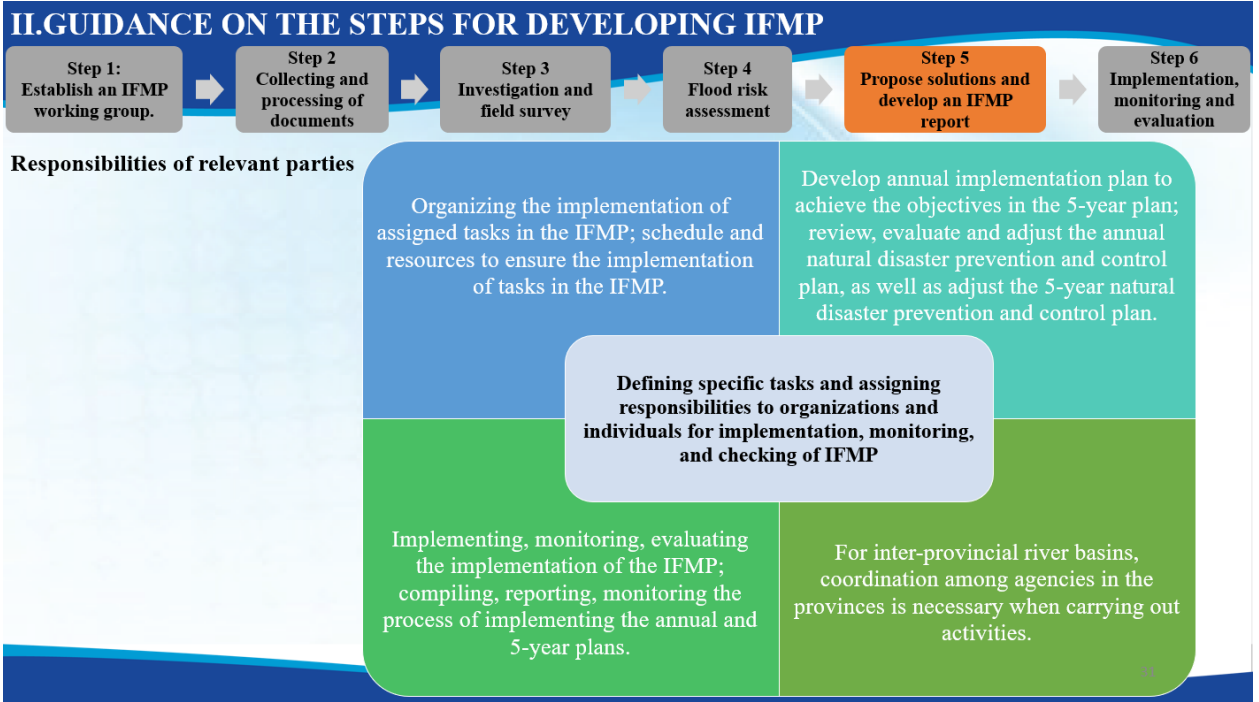 II.GUIDANCE ON THE STEPS FOR DEVELOPING IFMP
Step 1:
Establish an IFMP
working group.
Step 2
Collecting and
processing of
documents
Step 3
Investigation and
field survey
Step 4
Flood risk
assessment
Step 5
Propose solutions and
develop an IFMP
report
Step 6
Implementation,
monitoring and
evaluation
Responsibilities of relevant parties
Organizing the implementation of
assigned tasks in the IFMP; schedule and
resources to ensure the implementation
of tasks in the IFMP.
Develop annual implementation plan to
achieve the objectives in the 5-year plan;
review, evaluate and adjust the annual
natural disaster prevention and control
plan, as well as adjust the 5-year natural
disaster prevention and control plan.
Defining specific tasks and assigning
responsibilities to organizations and
individuals for implementation, monitoring,
and checking of IFMP
Implementing, monitoring, evaluating
the implementation of the IFMP;
compiling, reporting, monitoring the
process of implementing the annual and
5-year plans.
For inter-provincial river basins,
coordination among agencies in the
provinces is necessary when carrying out
activities.